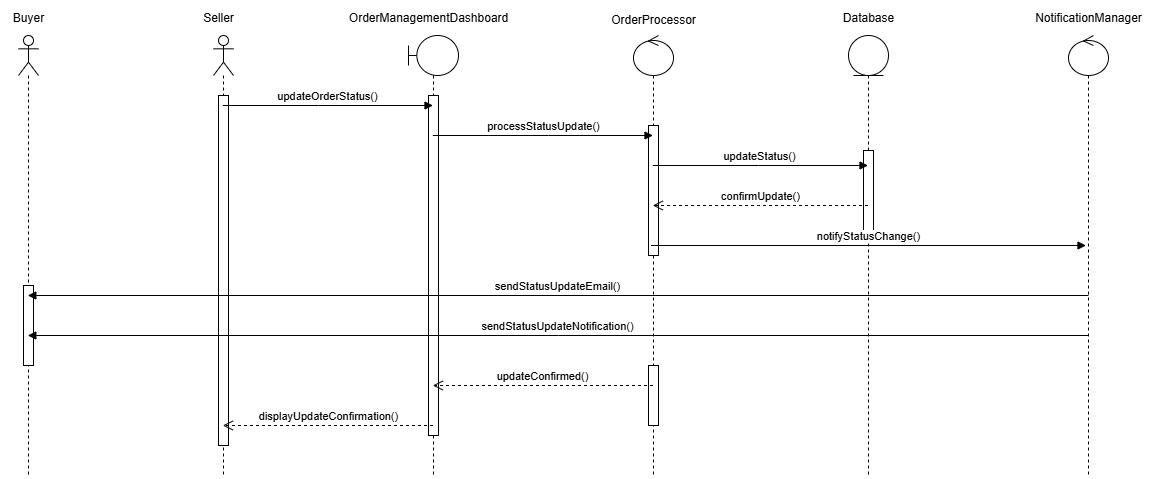 Buyer
Seller
OrderManagementDashboard
OrderProcessor
Database
NotificationManager
updateOrderStatus()
processStatusUpdate()
updateStatus()
confirmUpdate()
notifyStatusChange()
sendStatusUpdateEmail()
sendStatusUpdateNotification()
updateConfirmed()
displayUpdateConfirmation()